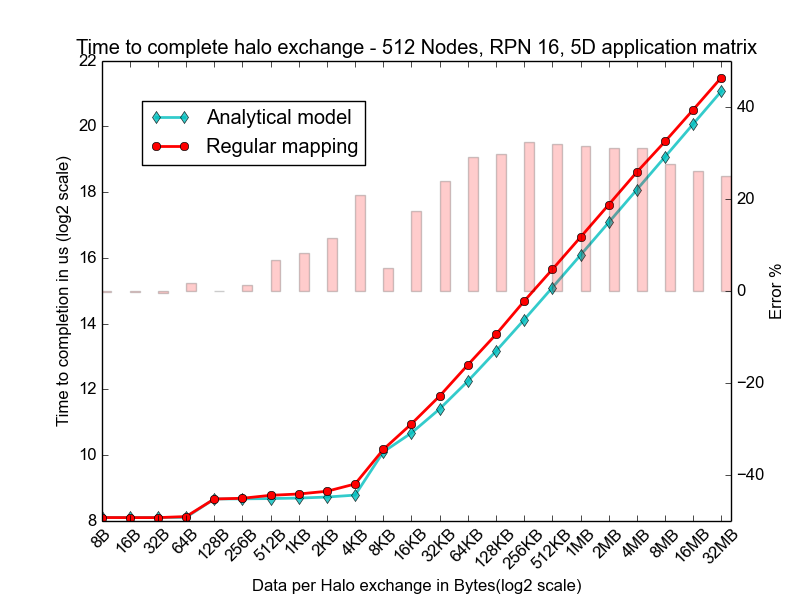 Time to complete halo exchange - 512 Nodes, RPN 16, 5D application matrix
Analytical model
Regular mapping
Time to completion in us (log2 scale)
22
20
18
16
14
12
10
8
40
20
0
−20
−40
Error %
8B
16B
32B
64B
128B
256B
512B
1KB
2KB
4KB
8KB
16KB
32KB
64KB
128KB
256KB
512KB
1MB
2MB
4MB
8MB
16MB
32MB
Data per Halo exchange in Bytes(log2 scale)